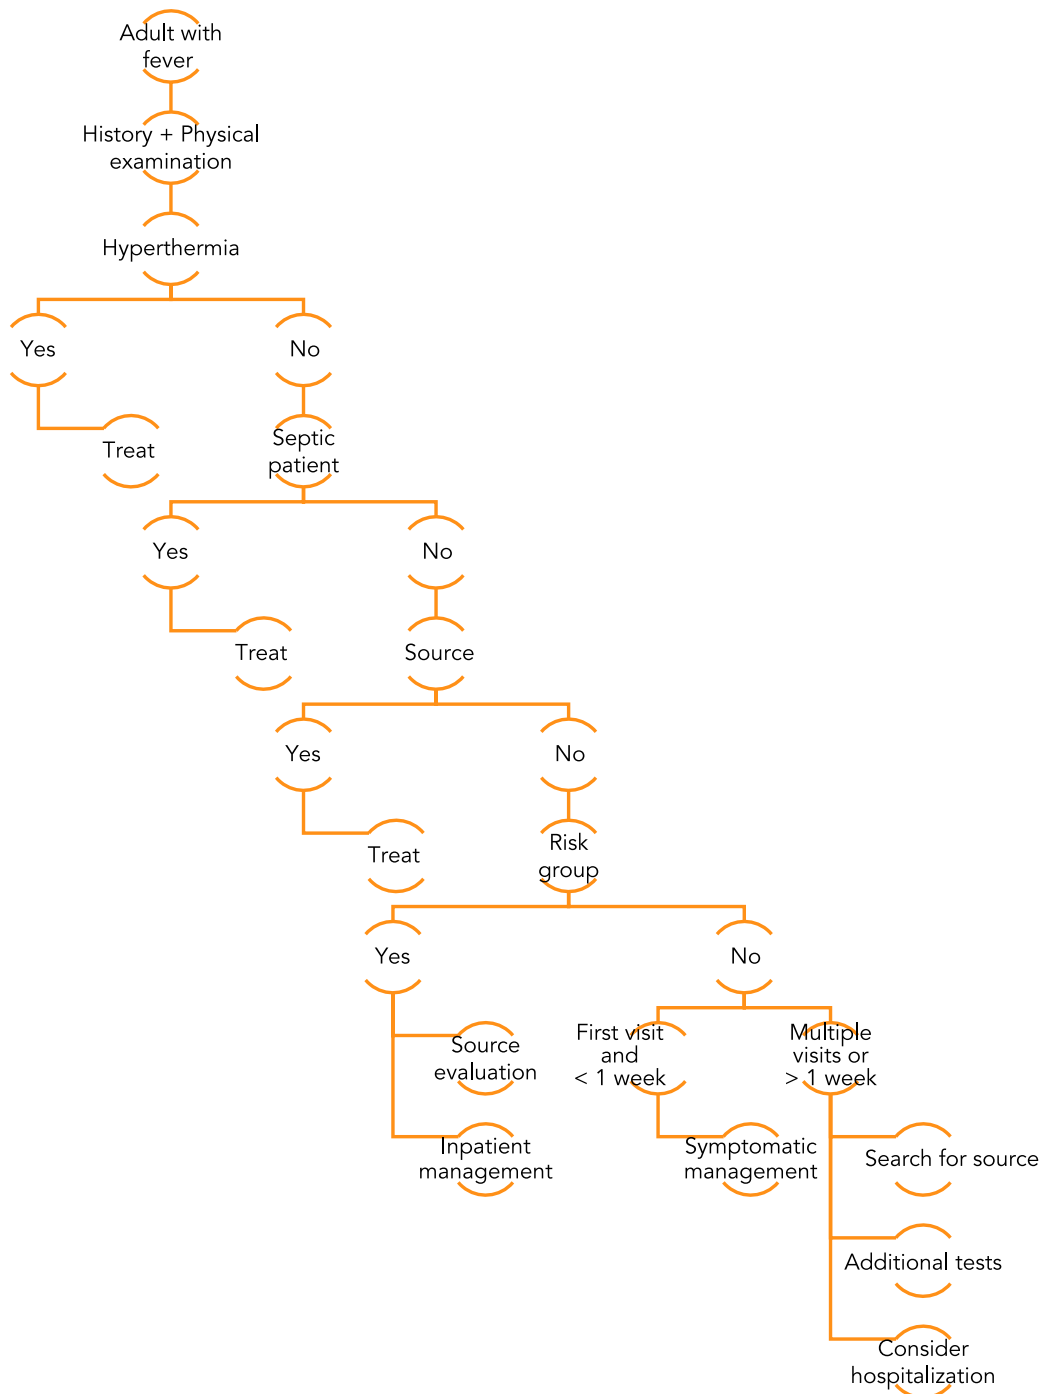 Adult with
fever
History + Physical
examination
Hyperthermia
Yes
No
Treat
Septic
patient
Yes
No
Treat
Source
Yes
No
Treat
Risk
group
Yes
No
Source
evaluation
Inpatient
management
First visit
and
< 1 week
Multiple
visits or
> 1 week
Symptomatic
management
Search for source
Additional tests
Consider
hospitalization